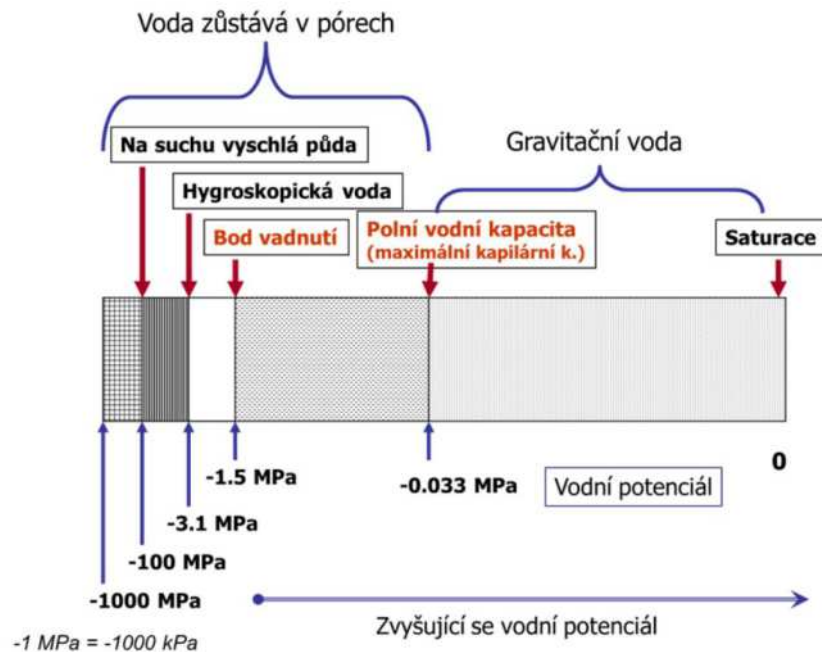 Voda zůstává v pórech
Gravitační voda
Na suchu vyschlá půda
Hygroskopická voda
Bod vadnutí
Polní vodní kapacita
(maximální kapilární k.)
Saturace
-1.5 MPa
-0.033 MPa
0
Vodní potenciál
-3.1 MPa
-100 MPa
-1000 MPa
Zvyšující se vodní potenciál
-1 MPa = -1000 kPa